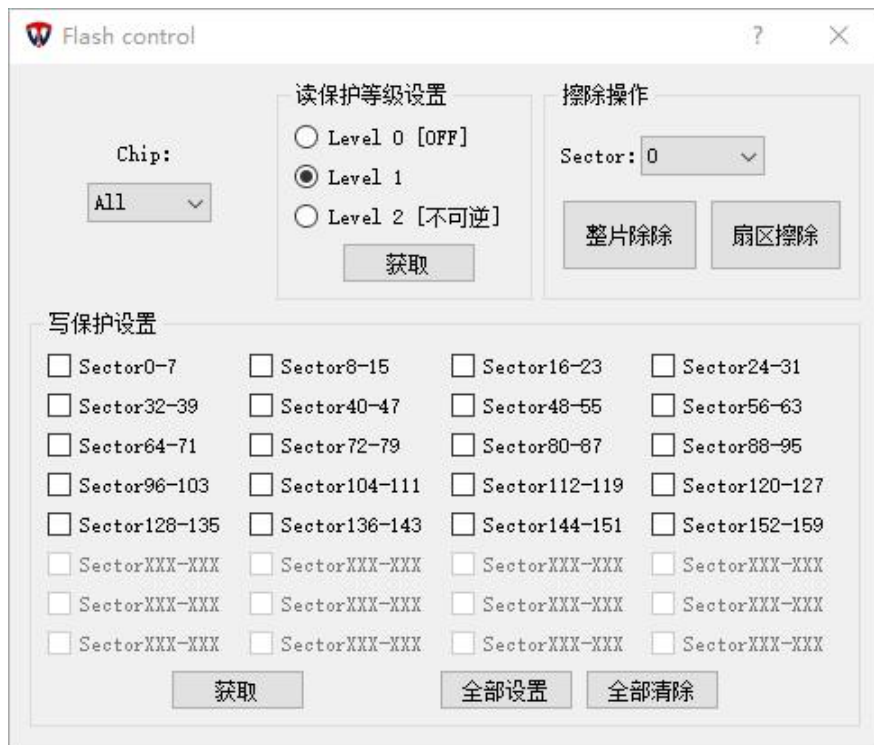 Flash control
?
读保护等级设置
Level 0 [OFF]
Level 1
Level 2 [不可逆]
获取
擦除操作
Sector: 0
整片除除
扇区擦除
Chip:
All
写保护设置
Sector0-7 Sector8-15 Sector16-23 Sector24-31
Sector32-39 Sector40-47 Sector48-55 Sector56-63
Sector64-71 Sector72-79 Sector80-87 Sector88-95
Sector96-103 Sector104-111 Sector112-119 Sector120-127
Sector128-135 Sector136-143 Sector144-151 Sector152-159
SectorXXX-XXX SectorXXX-XXX SectorXXX-XXX SectorXXX-XXX
SectorXXX-XXX SectorXXX-XXX SectorXXX-XXX SectorXXX-XXX
SectorXXX-XXX SectorXXX-XXX SectorXXX-XXX SectorXXX-XXX
获取 全部设置 全部清除